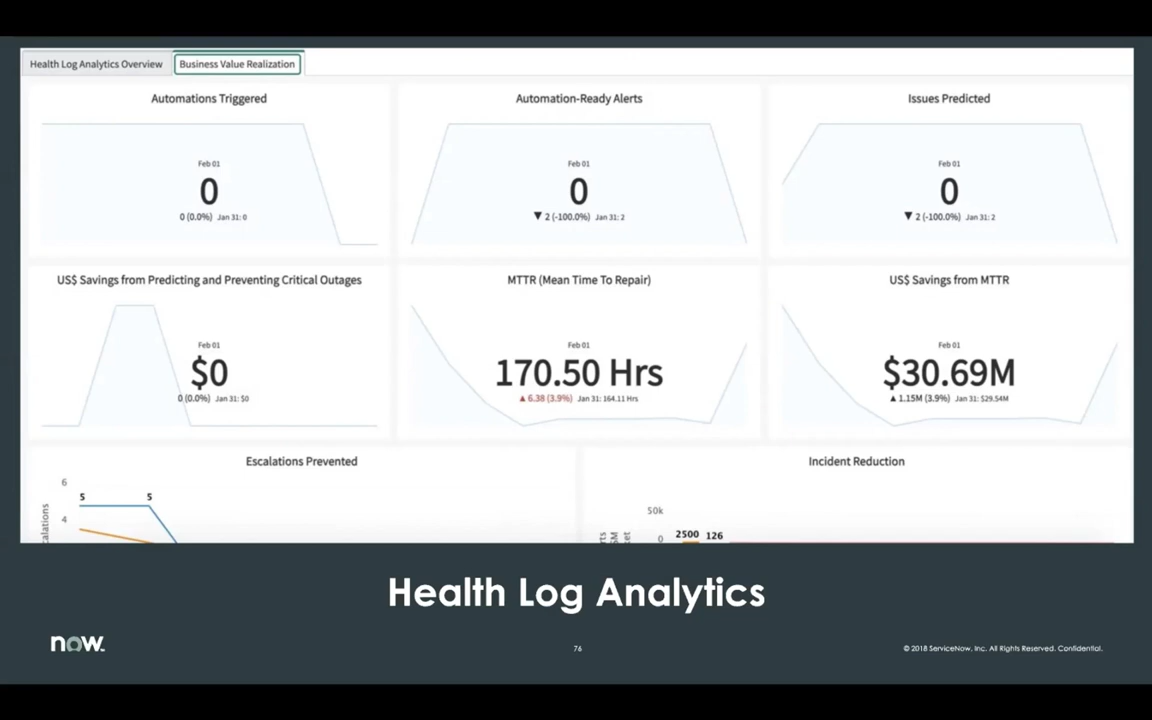 Health Log Analytics Overview
Business Value Realization
Automations Triggered
Feb 01
0
0 (0.0%) Jan 31: 0
Automation-Ready Alerts
Feb 01
0
▼ 2 (-100.0%) Jan 31: 2
Issues Predicted
Feb 01
0
▼ 2 (-100.0%) Jan 31: 2
US$ Savings from Predicting and Preventing Critical Outages
Feb 01
$0
0 (0.0%) Jan 31: $0
MTTR (Mean Time To Repair)
Feb 01
170.50 Hrs
▲ 6.38 (3.9%) Jan 31: 164.11 Hrs
US$ Savings from MTTR
Feb 01
$30.69M
▲ 1.15M (3.9%) Jan 31: $29.54M
Escalations Prevented
6
5 5
4
Incident Reduction
50k
2500 126
0
Health Log Analytics
now.
76
© 2018 ServiceNow, Inc. All Rights Reserved. Confidential.